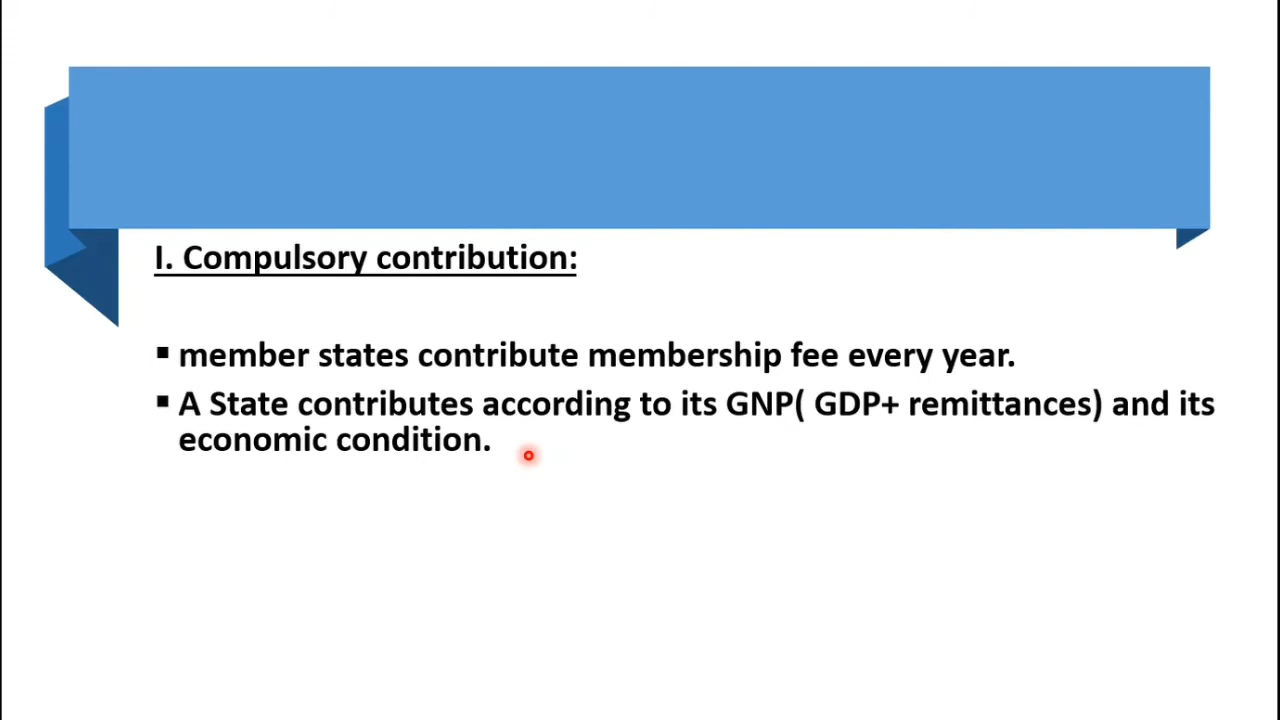 I. Compulsory contribution:
▪ member states contribute membership fee every year.
▪ A State contributes according to its GNP( GDP+ remittances) and its
economic condition.